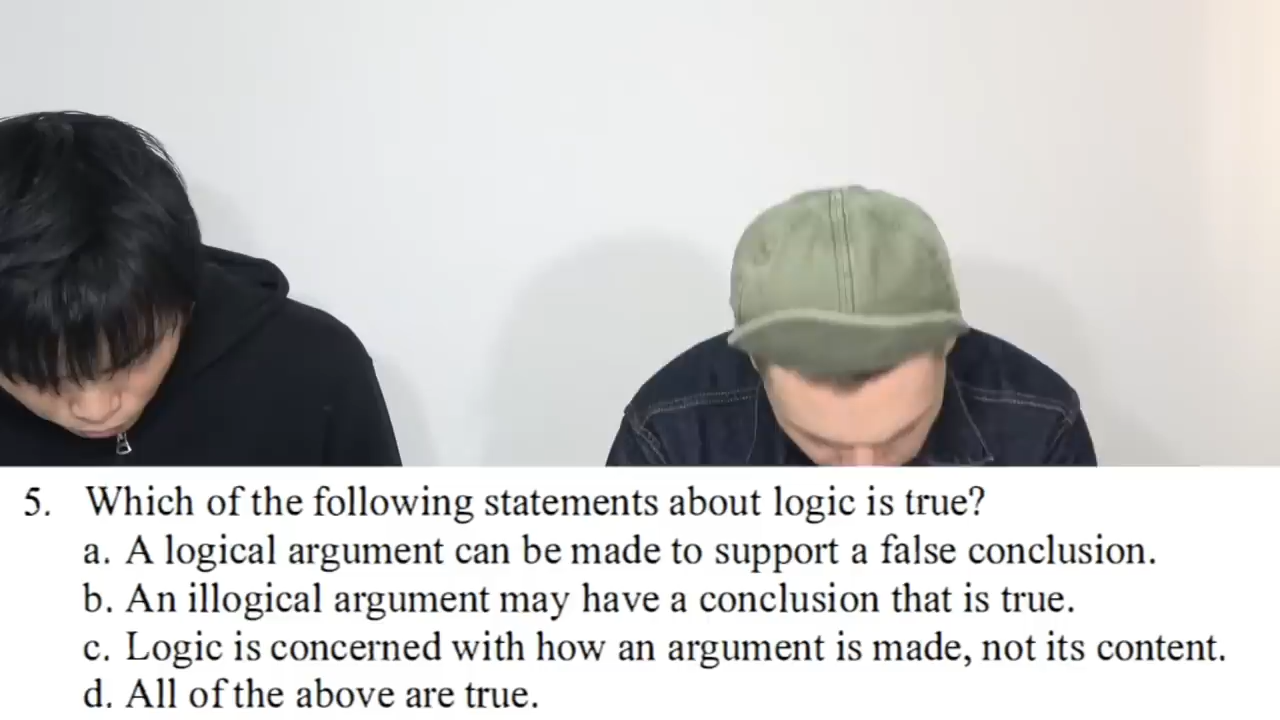 5. Which of the following statements about logic is true?
a. A logical argument can be made to support a false conclusion.
b. An illogical argument may have a conclusion that is true.
c. Logic is concerned with how an argument is made, not its content.
d. All of the above are true.